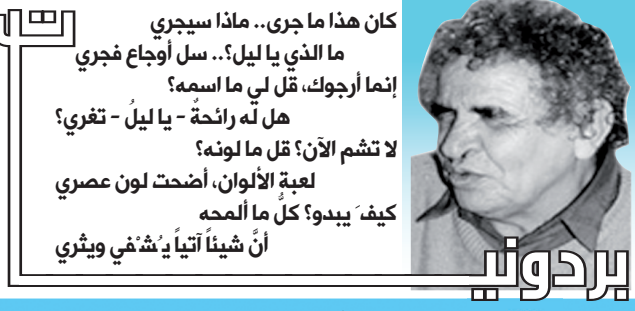 كان هذا ما جرى.. ماذا سيجري
ما الذي يا ليل؟.. سل أوجاع فجري
إنما أرجوك، قل لي ما اسمه؟
هل له رائحةٌ - يا ليلُ - تغري؟
لا تشم الآن؟ قل ما لونه؟
لعبة الألوان، أضحت لون عصري
كيفَ يبدو؟ كلُّ ما ألمحه
أنَّ شيئاً آتياً يُشْفي ويثري
بردونيات